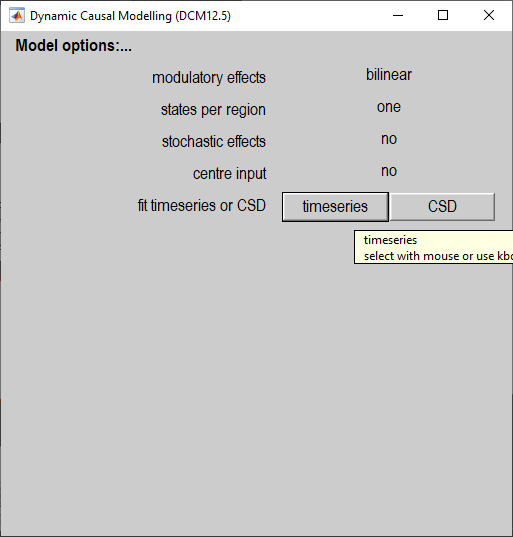 Dynamic Causal Modelling (DCM12.5)
Model options:...
modulatory effects bilinear
states per region one
stochastic effects no
centre input no
fit timeseries or CSD timeseries CSD
timeseries
select with mouse or use kbd